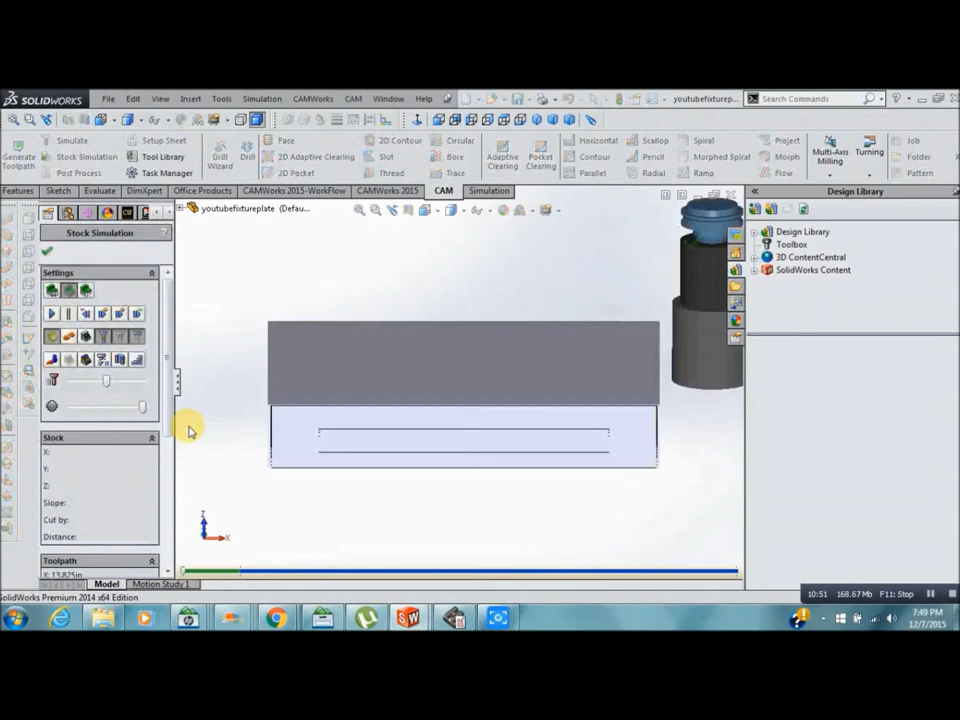 SOLIDWORKS File Edit View Insert Tools Simulation CAMWorks CAM Window Help youtubefixturep... Search Commands
Simulate Setup Sheet Face 2D Contour Circular Horizontal Scallop Spiral Project Job
Generate Toolpath Stock Simulation Tool Library Drill Wizard Drill 2D Adaptive Clearing Slot Bore Adaptive Clearing Pocket Clearing Contour Pencil Morphed Spiral Morph Multi-Axis Milling Turning Folder
Post Process Task Manager 2D Pocket Thread Trace Parallel Radial Ramp Flow Pattern
Features Sketch Evaluate DimXpert Office Products CAMWorks 2015-WorkFlow CAMWorks 2015 CAM Simulation
Design Library
youtubefixtureplate (Defau...
Stock Simulation ?
Design Library
Toolbox
3D ContentCentral
SolidWorks Content
Settings
Stock
X:
Y:
Z:
Slope:
Cut by:
Distance:
Z
X
Toolpath
X: 13.825in
Model Motion Study 1
SolidWorks Premium 2014 x64 Edition
10:51 168.67 Mb F11: Stop
7:49 PM
12/7/2015